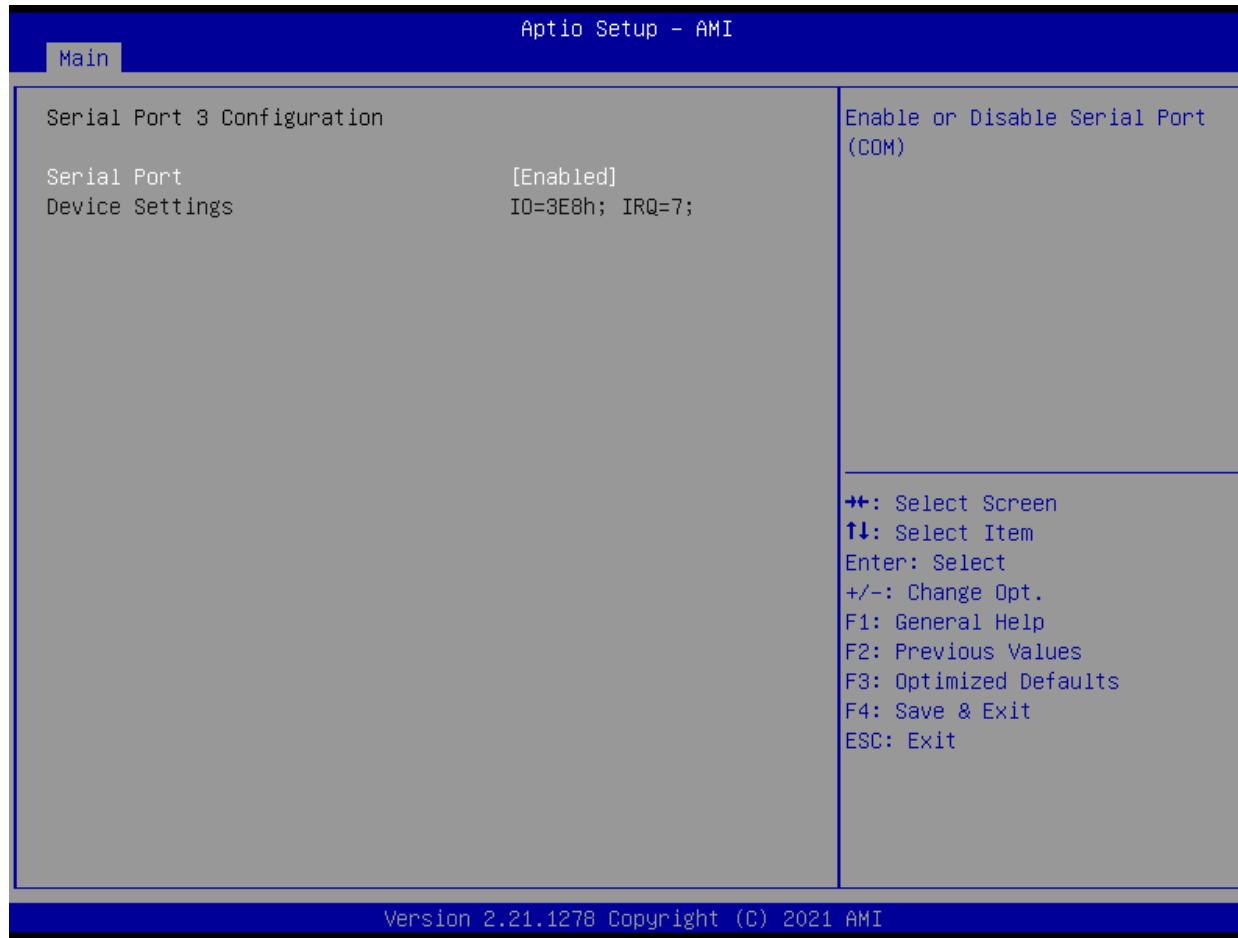 Aptio Setup – AMI
Main
Serial Port 3 Configuration
Serial Port [Enabled]
Device Settings IO=3E8h; IRQ=7;
Enable or Disable Serial Port
(COM)
→←: Select Screen
↑↓: Select Item
Enter: Select
+/-: Change Opt.
F1: General Help
F2: Previous Values
F3: Optimized Defaults
F4: Save & Exit
ESC: Exit
Version 2.21.1278 Copyright (C) 2021 AMI